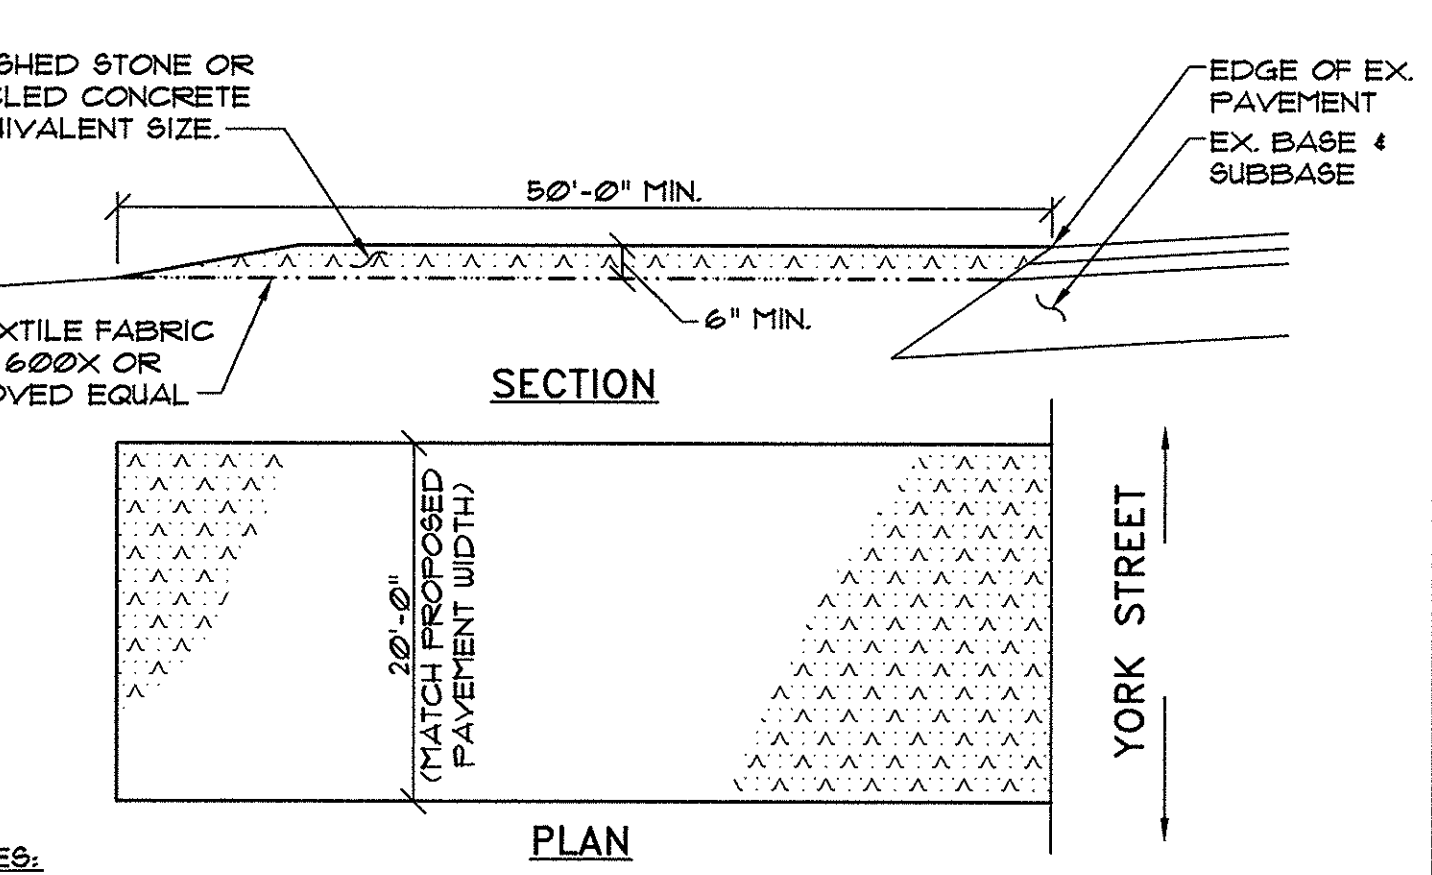 SHED STONE OR
CLED CONCRETE
IVALENT SIZE.
EDGE OF EX.
PAVEMENT
EX. BASE &
SUBBASE
50'-0" MIN.
6" MIN.
XTILE FABRIC
600X OR
OVED EQUAL
SECTION
20'-0"
(MATCH PROPOSED
PAVEMENT WIDTH)
YORK STREET
PLAN
ES: